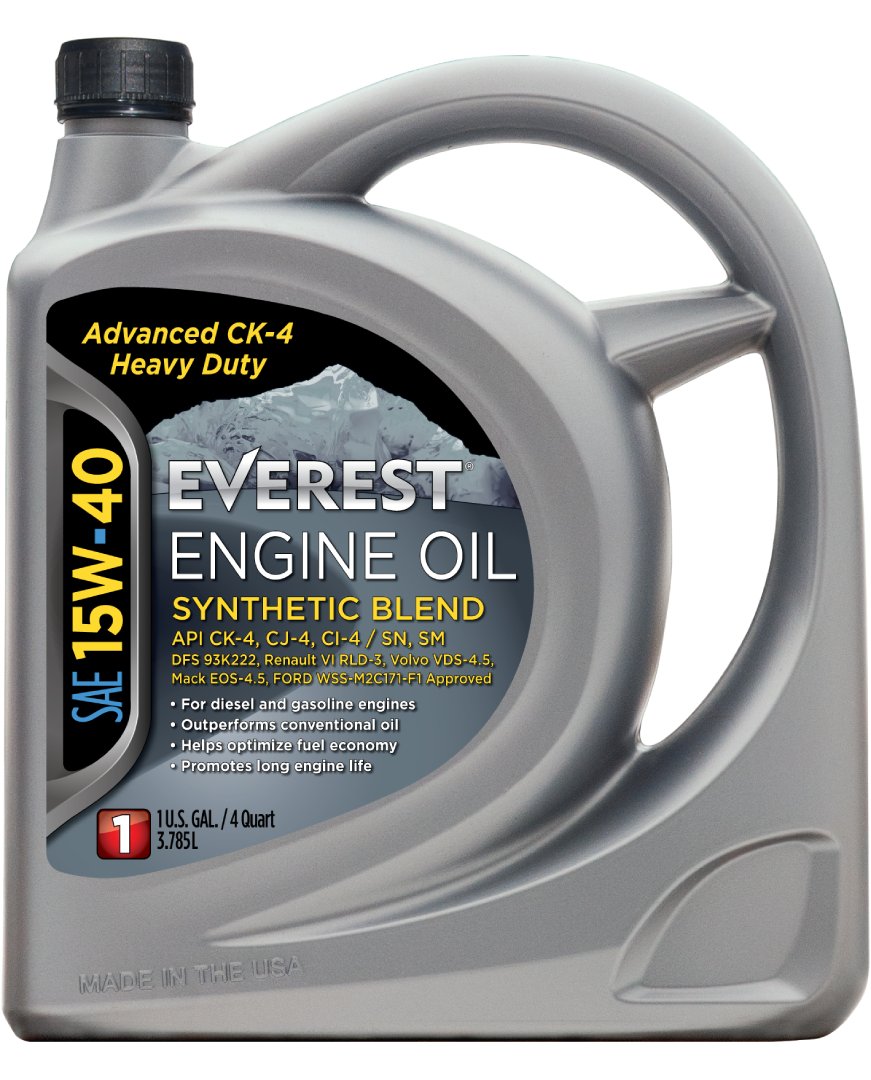 Advanced CK-4
Heavy Duty
SAE 15W-40
EVEREST®
ENGINE OIL
SYNTHETIC BLEND
API CK-4, CJ-4, CI-4 / SN, SM
DFS 93K222, Renault VI RLD-3, Volvo VDS-4.5,
Mack EOS-4.5, FORD WSS-M2C171-F1 Approved
• For diesel and gasoline engines
• Outperforms conventional oil
• Helps optimize fuel economy
• Promotes long engine life
1 1 U.S. GAL. / 4 Quart
3.785L
MADE IN THE USA